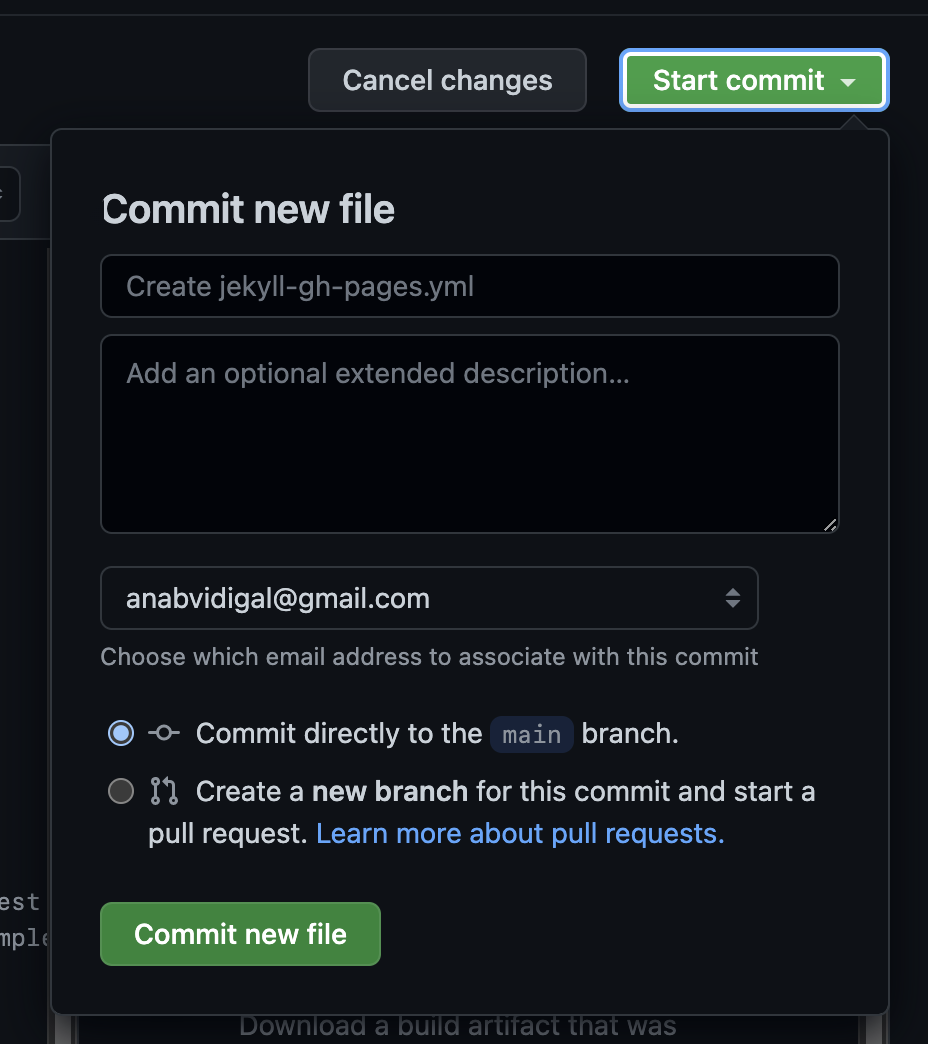 Cancel changes
Start commit
Commit new file
Create jekyll-gh-pages.yml
Add an optional extended description...
anabvidigal@gmail.com
Choose which email address to associate with this commit
Commit directly to the main branch.
Create a new branch for this commit and start a
pull request. Learn more about pull requests.
est
mple
Commit new file
Download a build artifact that was